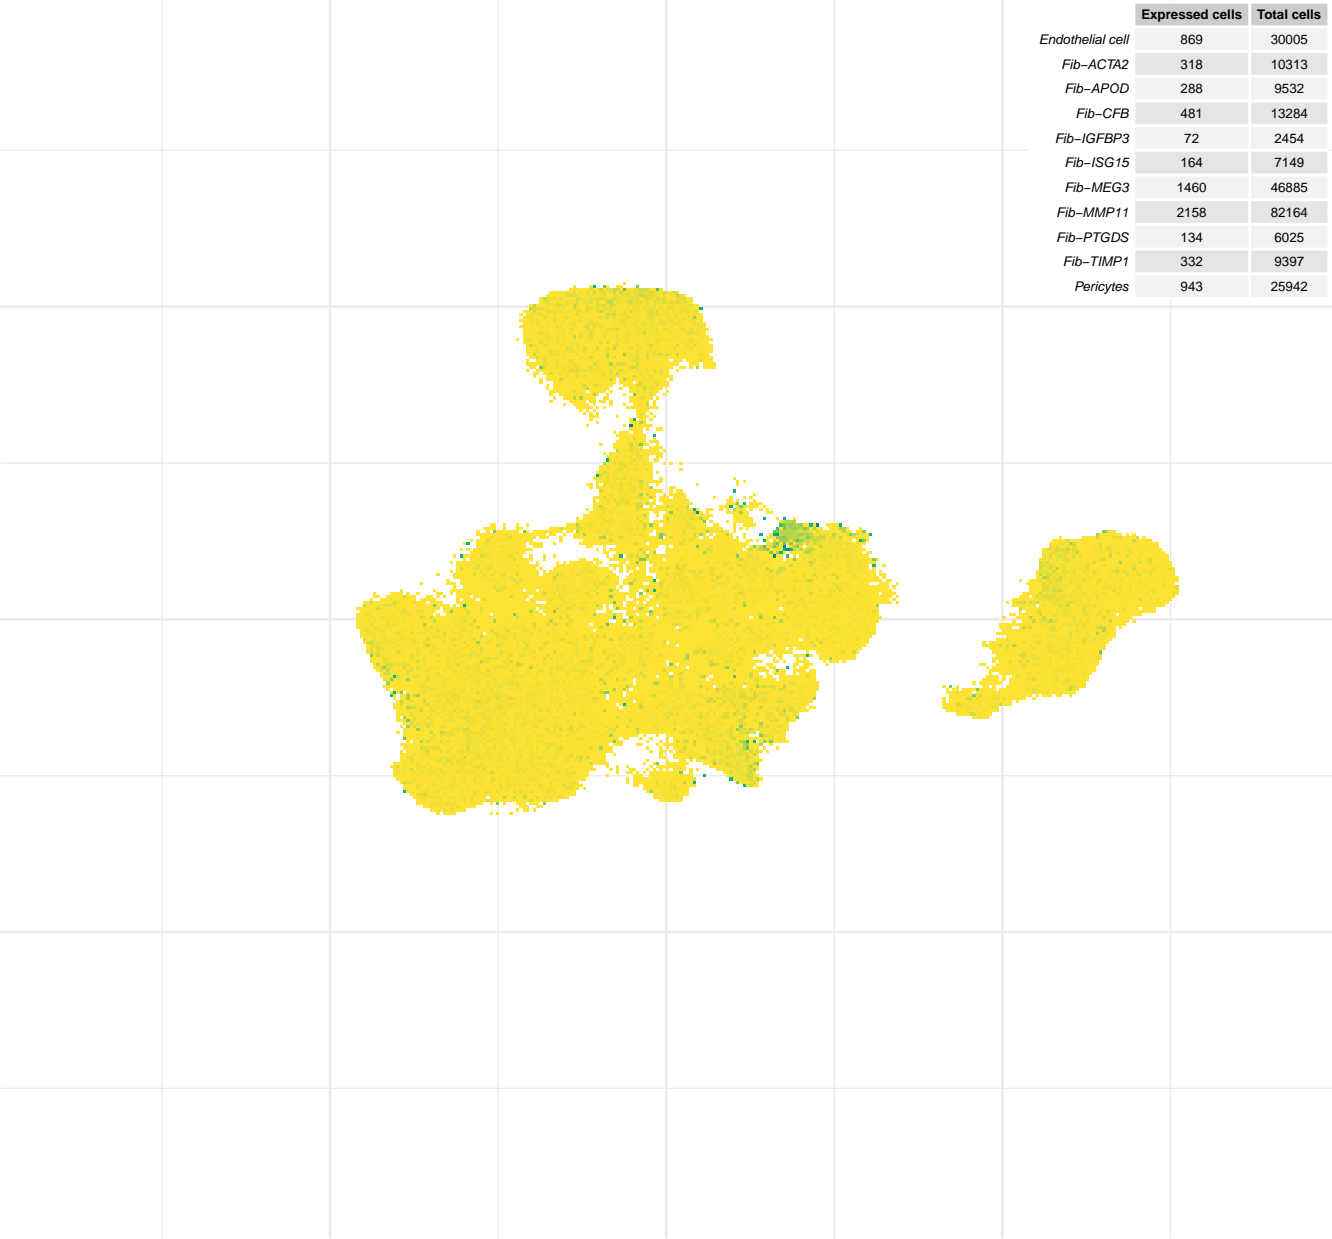 Expressed cells Total cells
Endothelial cell 869 30005
Fib−ACTA2 318 10313
Fib−APOD 288 9532
Fib−CFB 481 13284
Fib−IGFBP3 72 2454
Fib−ISG15 164 7149
Fib−MEG3 1460 46885
Fib−MMP11 2158 82164
Fib−PTGDS 134 6025
Fib−TIMP1 332 9397
Pericytes 943 25942